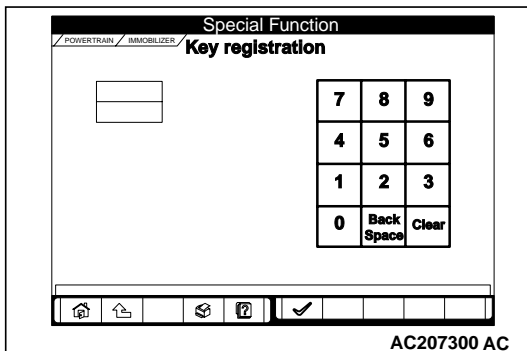 Special Function
POWERTRAIN IMMOBILIZER
Key registration
7 8 9
4 5 6
1 2 3
0 Back Space Clear
?
AC207300 AC